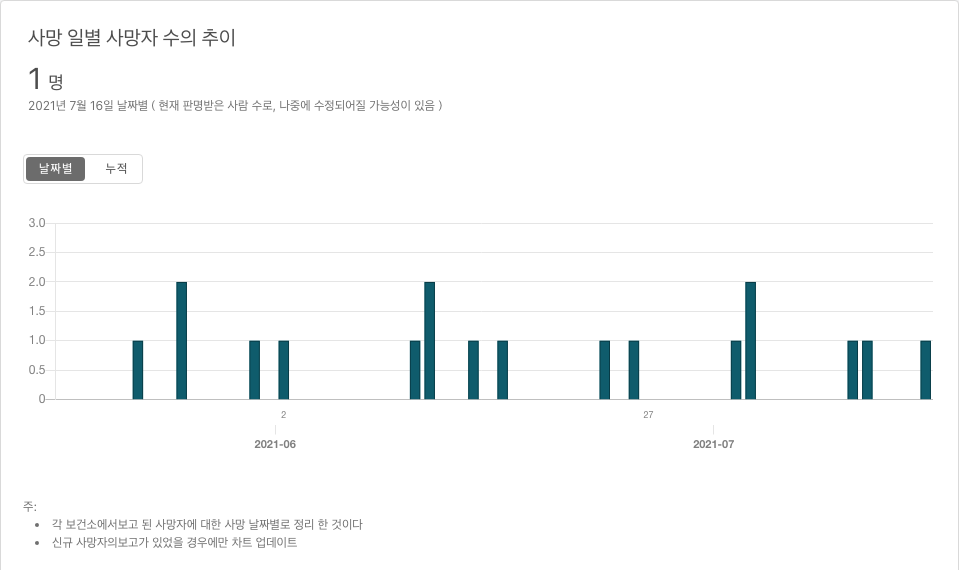 사망 일별 사망자 수의 추이
1 명
2021년 7월 16일 날짜별 ( 현재 판명받은 사람 수로, 나중에 수정되어질 가능성이 있음 )
날짜별 누적
3.0
2.5
2.0
1.5
1.0
0.5
0
2 27
2021-06 2021-07
주:
• 각 보건소에서보고 된 사망자에 대한 사망 날짜별로 정리 한 것이다
• 신규 사망자의보고가 있었을 경우에만 차트 업데이트